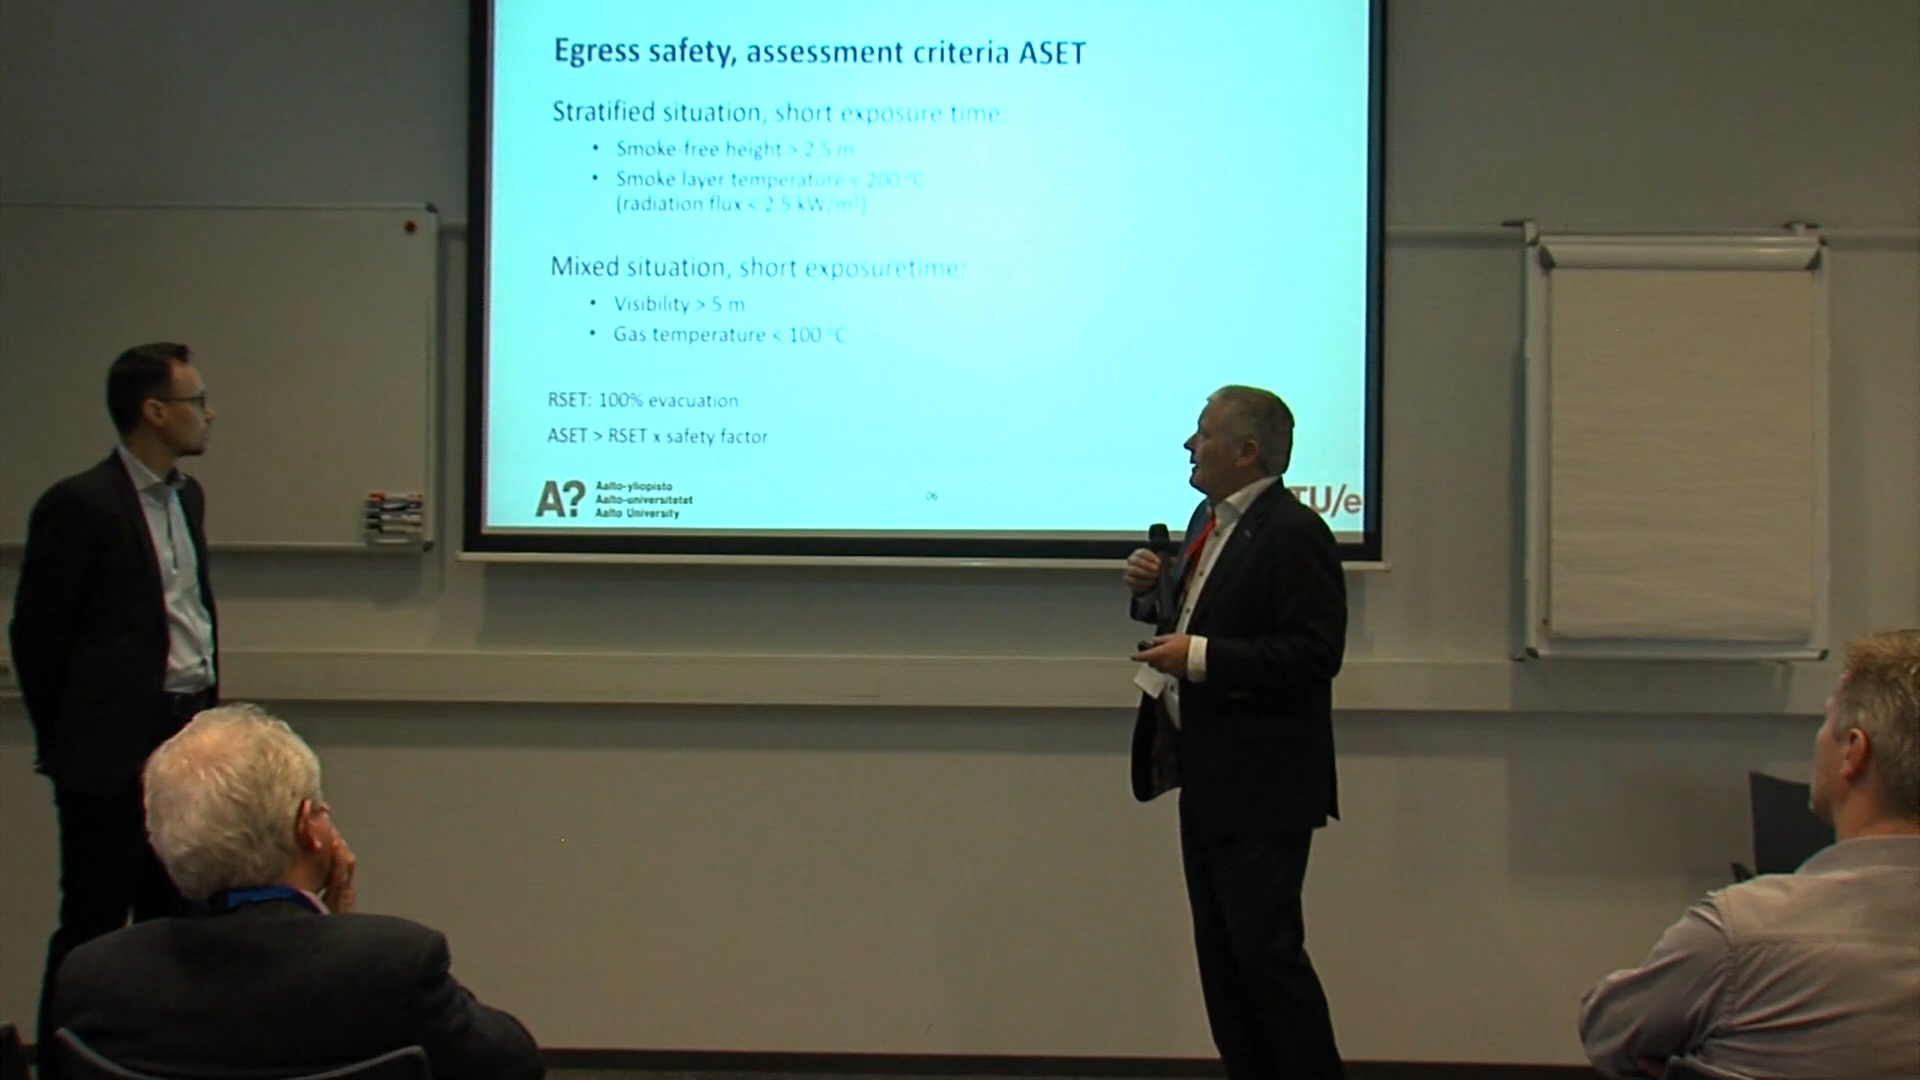 Egress safety, assessment criteria ASET
Stratified situation, short exposure time:
• Smoke-free height > 2.5 m
• Smoke layer temperature < 200 °C
(radiation flux < 2.5 kW/m²)
Mixed situation, short exposuretime:
• Visibility > 5 m
• Gas temperature < 100 °C
RSET: 100% evacuation
ASET > RSET x safety factor
A?
Aalto-yliopisto
Aalto-universitetet
Aalto University
TU/e